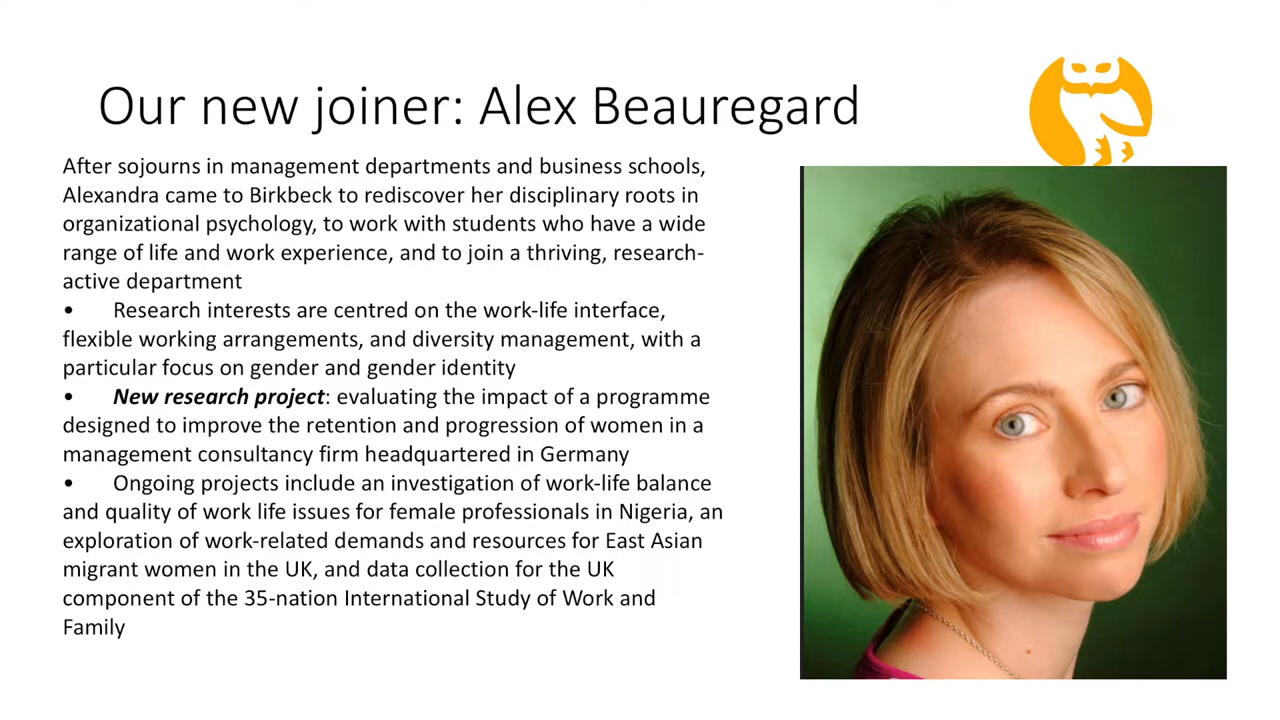 Our new joiner: Alex Beauregard
After sojourns in management departments and business schools,
Alexandra came to Birkbeck to rediscover her disciplinary roots in
organizational psychology, to work with students who have a wide
range of life and work experience, and to join a thriving, research-
active department
• Research interests are centred on the work-life interface,
flexible working arrangements, and diversity management, with a
particular focus on gender and gender identity
• New research project: evaluating the impact of a programme
designed to improve the retention and progression of women in a
management consultancy firm headquartered in Germany
• Ongoing projects include an investigation of work-life balance
and quality of work life issues for female professionals in Nigeria, an
exploration of work-related demands and resources for East Asian
migrant women in the UK, and data collection for the UK
component of the 35-nation International Study of Work and
Family